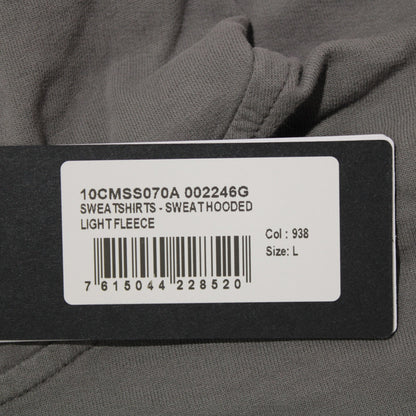 10CMSS070A 002246G
SWEATSHIRTS - SWEAT HOODED
LIGHT FLEECE
Col : 938
Size: L
7 615044 228520